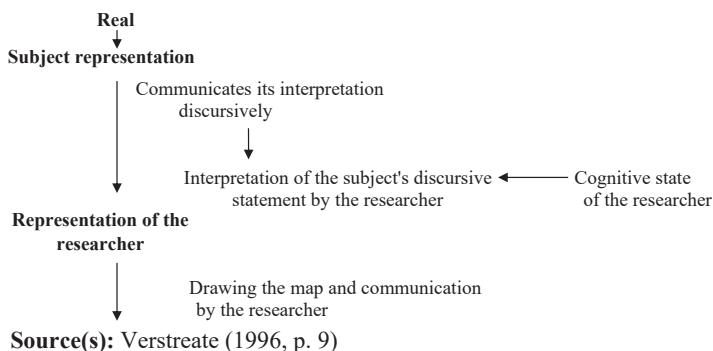 Real
Subject representation
Communicates its interpretation
discursively
Interpretation of the subject's discursive
statement by the researcher
Cognitive state
of the researcher
Representation of the
researcher
Drawing the map and communication
by the researcher
Source(s): Verstreate (1996, p. 9)